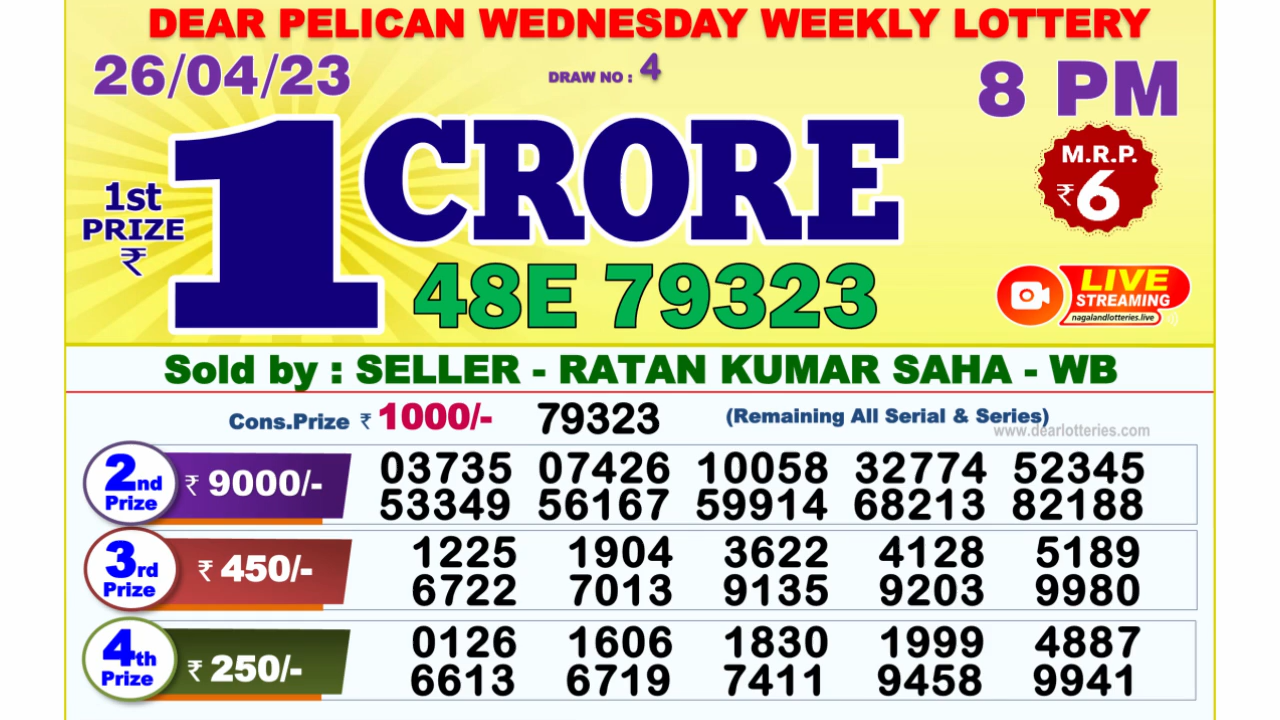 DEAR PELICAN WEDNESDAY WEEKLY LOTTERY
26/04/23
DRAW NO : 4
8 PM
1st
PRIZE
₹
1 CRORE
M.R.P.
₹ 6
48E 79323
LIVE
STREAMING
nagalandlotteries.live
Sold by : SELLER - RATAN KUMAR SAHA - WB
Cons.Prize ₹ 1000/- 79323 (Remaining All Serial & Series)
www.dearlotteries.com
2nd
Prize
₹ 9000/-
03735 07426 10058 32774 52345
53349 56167 59914 68213 82188
3rd
Prize
₹ 450/-
1225 1904 3622 4128 5189
6722 7013 9135 9203 9980
4th
Prize
₹ 250/-
0126 1606 1830 1999 4887
6613 6719 7411 9458 9941